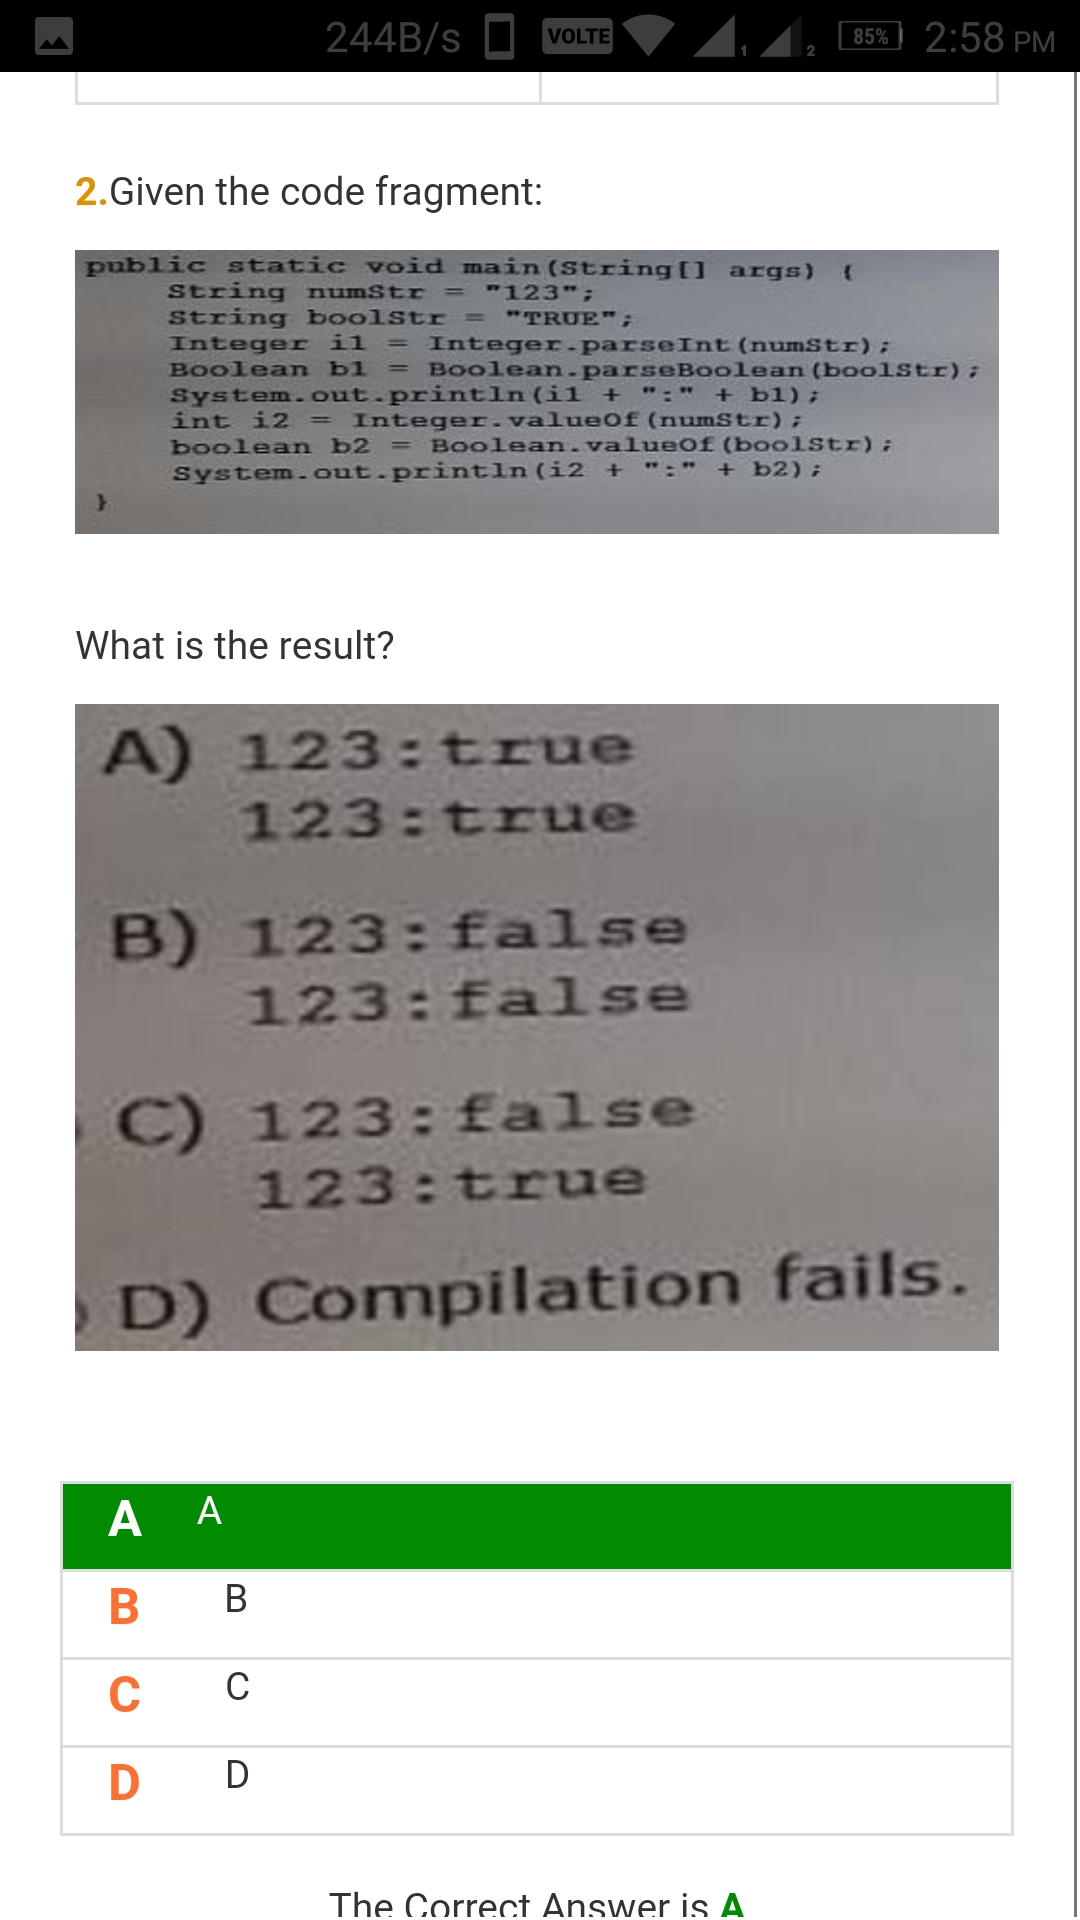 244B/s VOLTE 1 2 85% 2:58 PM
2.Given the code fragment:
public static void main(String[] args) {
String numStr = "123";
String boolStr = "TRUE";
Integer i1 = Integer.parseInt(numStr);
Boolean b1 = Boolean.parseBoolean(boolStr);
System.out.println(i1 + ":" + b1);
int i2 = Integer.valueOf(numStr);
boolean b2 = Boolean.valueOf(boolStr);
System.out.println(i2 + ":" + b2);
}
What is the result?
A) 123:true
123:true
B) 123:false
123:false
C) 123:false
123:true
D) Compilation fails.
A A
B B
C C
D D
The Correct Answer is A